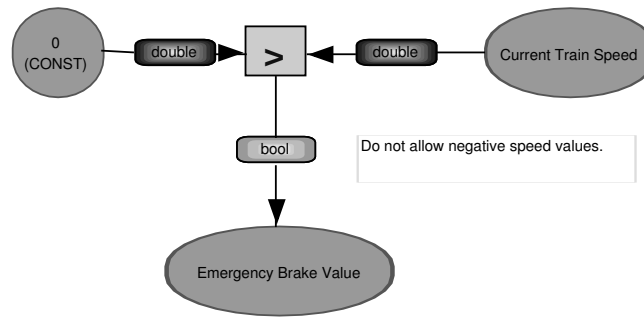 0
(CONST)
double
>
double
Current Train Speed
bool
Do not allow negative speed values.
Emergency Brake Value